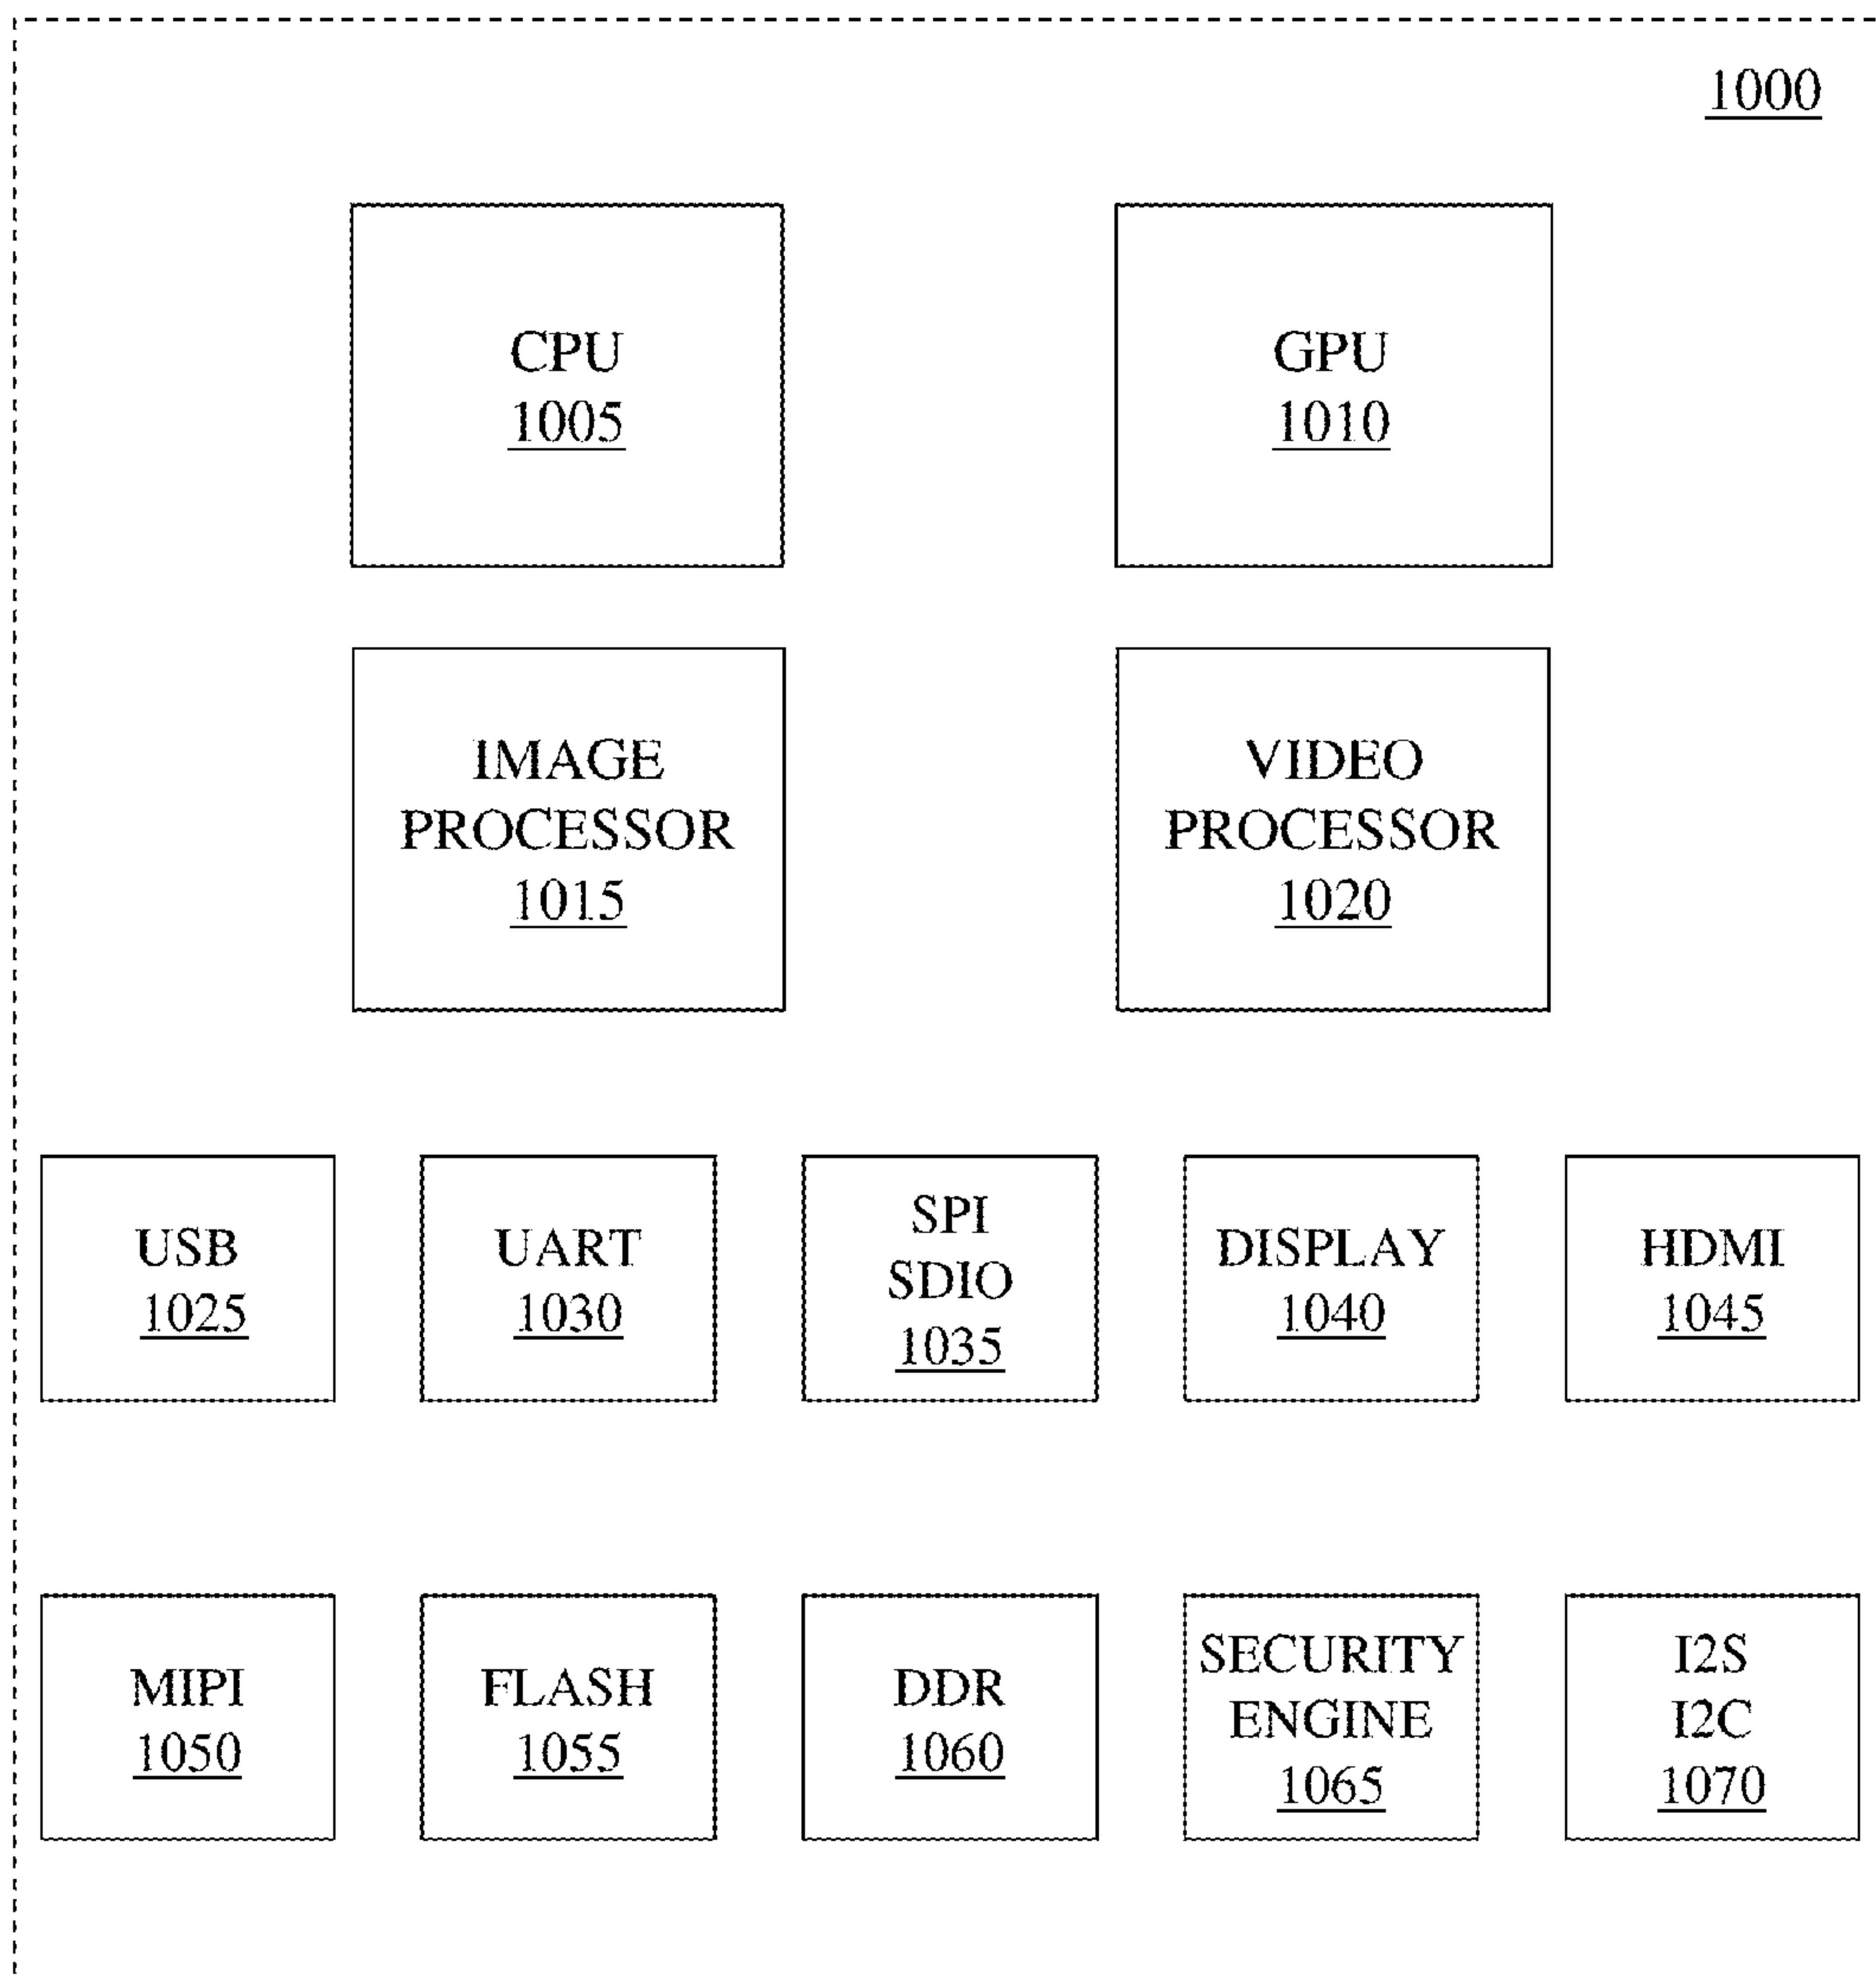 1000
CPU
1005
GPU
1010
IMAGE
PROCESSOR
1015
VIDEO
PROCESSOR
1020
USB
1025
UART
1030
SPI
SDIO
1035
DISPLAY
1040
HDMI
1045
MIPI
1050
FLASH
1055
DDR
1060
SECURITY
ENGINE
1065
I2S
I2C
1070